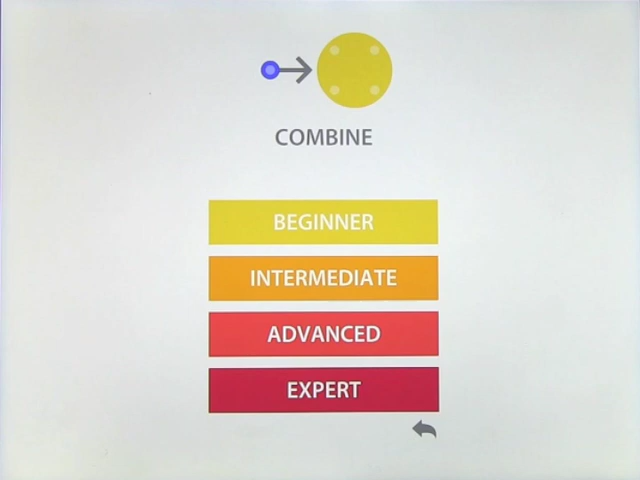 COMBINE
BEGINNER
INTERMEDIATE
ADVANCED
EXPERT